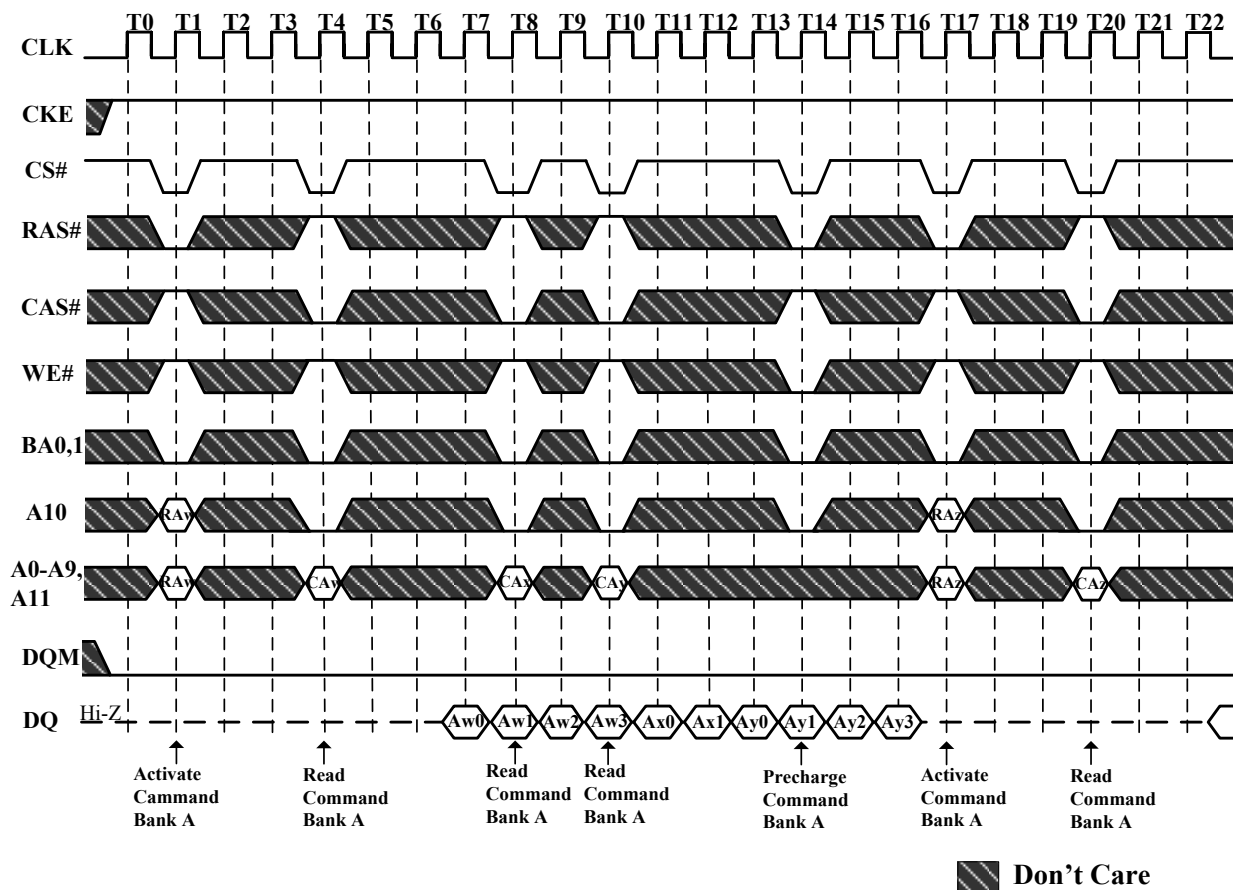 T0 T1 T2 T3 T4 T5 T6 T7 T8 T9 T10 T11 T12 T13 T14 T15 T16 T17 T18 T19 T20 T21 T22
CLK
CKE
CS#
RAS#
CAS#
WE#
BA0,1
A10
RAw RAz
A0-A9,
A11
RAw CAw CAx CAy RAz CAz
DQM
DQ
Hi-Z
Aw0 Aw1 Aw2 Aw3 Ax0 Ax1 Ay0 Ay1 Ay2 Ay3
Activate
Cammand
Bank A
Read
Command
Bank A
Read
Command
Bank A
Read
Command
Bank A
Precharge
Command
Bank A
Activate
Command
Bank A
Read
Command
Bank A
Don't Care